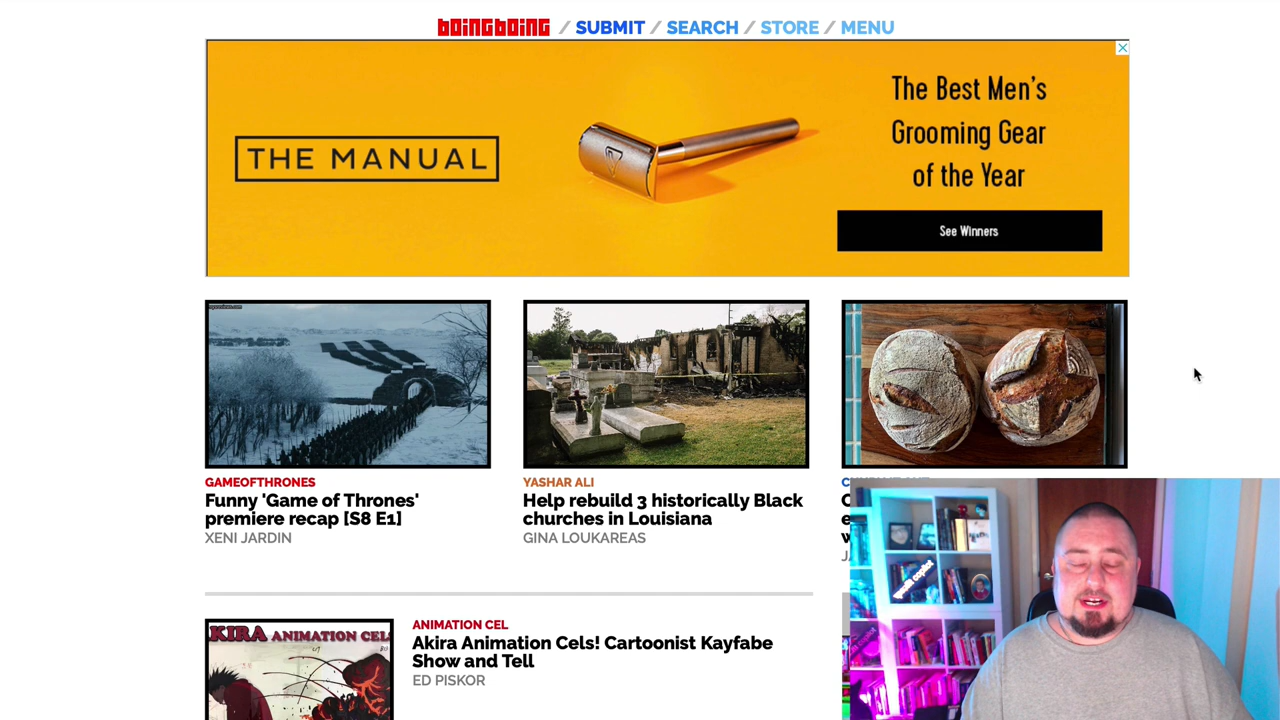 boingboing / SUBMIT / SEARCH / STORE / MENU
THE MANUAL
The Best Men's
Grooming Gear
of the Year
See Winners
GAMEOFTHRONES
Funny 'Game of Thrones'
premiere recap [S8 E1]
XENI JARDIN
YASHAR ALI
Help rebuild 3 historically Black
churches in Louisiana
GINA LOUKAREAS
KIRA ANIMATION CELS
ANIMATION CEL
Akira Animation Cels! Cartoonist Kayfabe
Show and Tell
ED PISKOR